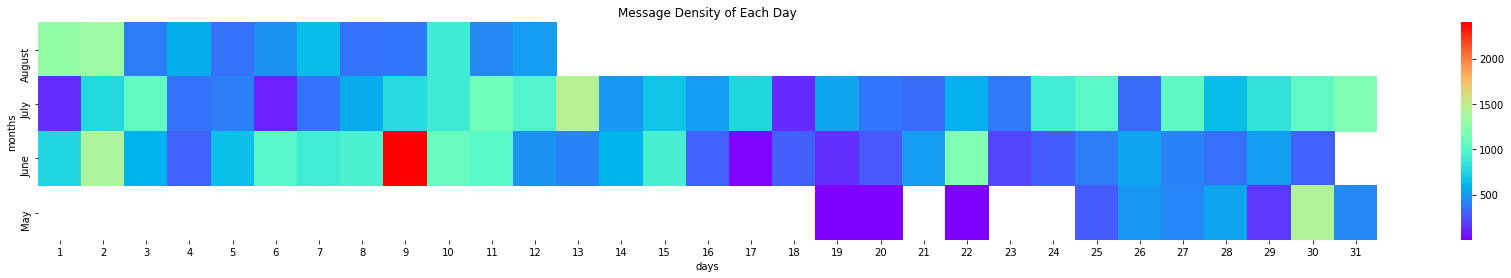 Message Density of Each Day
months
August
July
June
May
1 2 3 4 5 6 7 8 9 10 11 12 13 14 15 16 17 18 19 20 21 22 23 24 25 26 27 28 29 30 31
days
2000
1500
1000
500